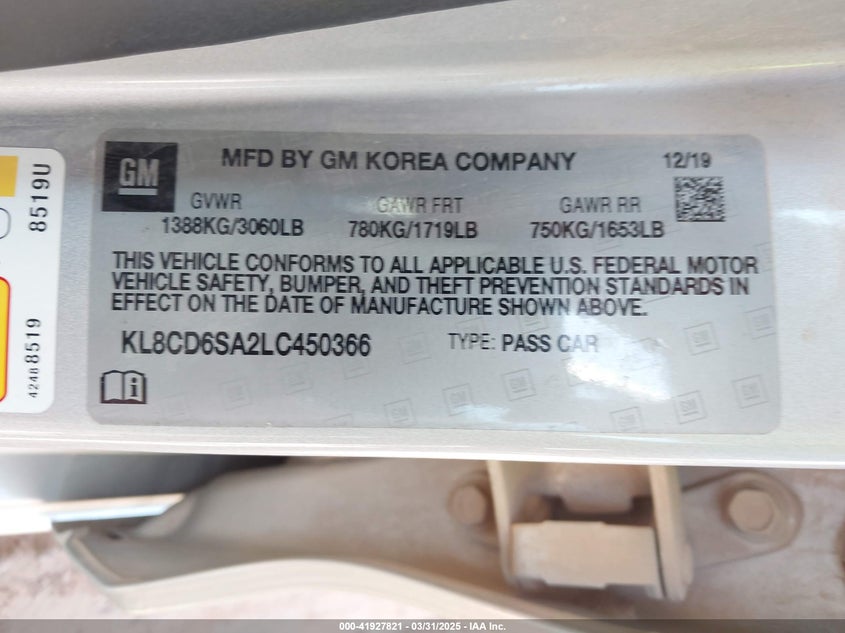 GM
MFD BY GM KOREA COMPANY 12/19
GVWR GAWR FRT GAWR RR
1388KG/3060LB 780KG/1719LB 750KG/1653LB
THIS VEHICLE CONFORMS TO ALL APPLICABLE U.S. FEDERAL MOTOR
VEHICLE SAFETY, BUMPER, AND THEFT PREVENTION STANDARDS IN
EFFECT ON THE DATE OF MANUFACTURE SHOWN ABOVE.
KL8CD6SA2LC450366 TYPE: PASS CAR
8519U
4248 8519
000-41927821 / 03/31/2025 - IAA Inc.